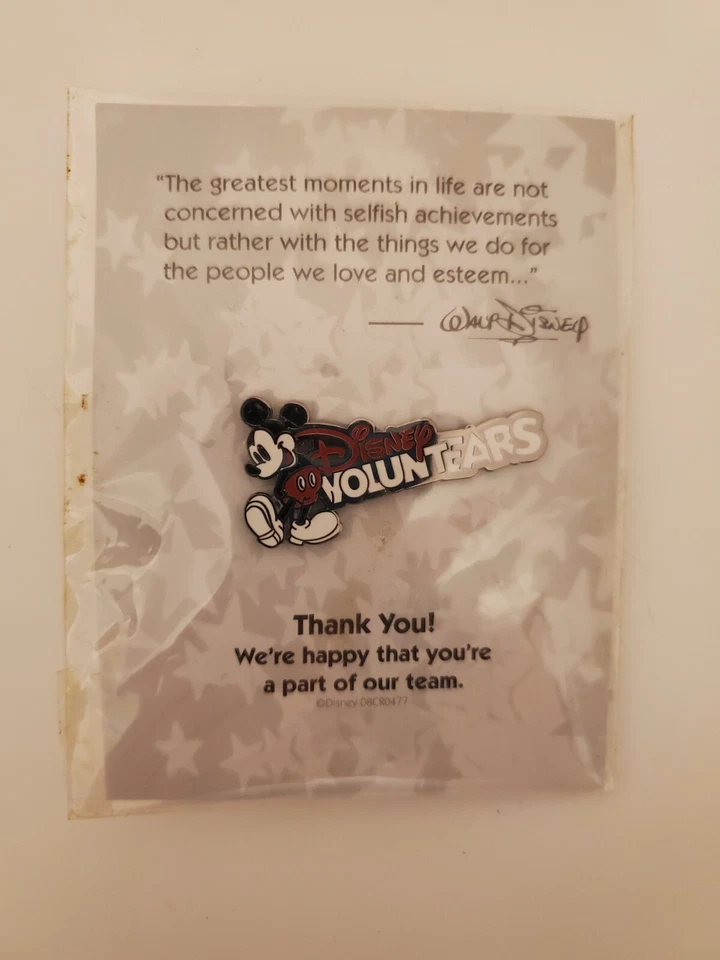 "The greatest moments in life are not
concerned with selfish achievements
but rather with the things we do for
the people we love and esteem..."
— Walt Disney
Disney
VOLUNTEARS
Thank You!
We're happy that you're
a part of our team.
©Disney 08CR0477